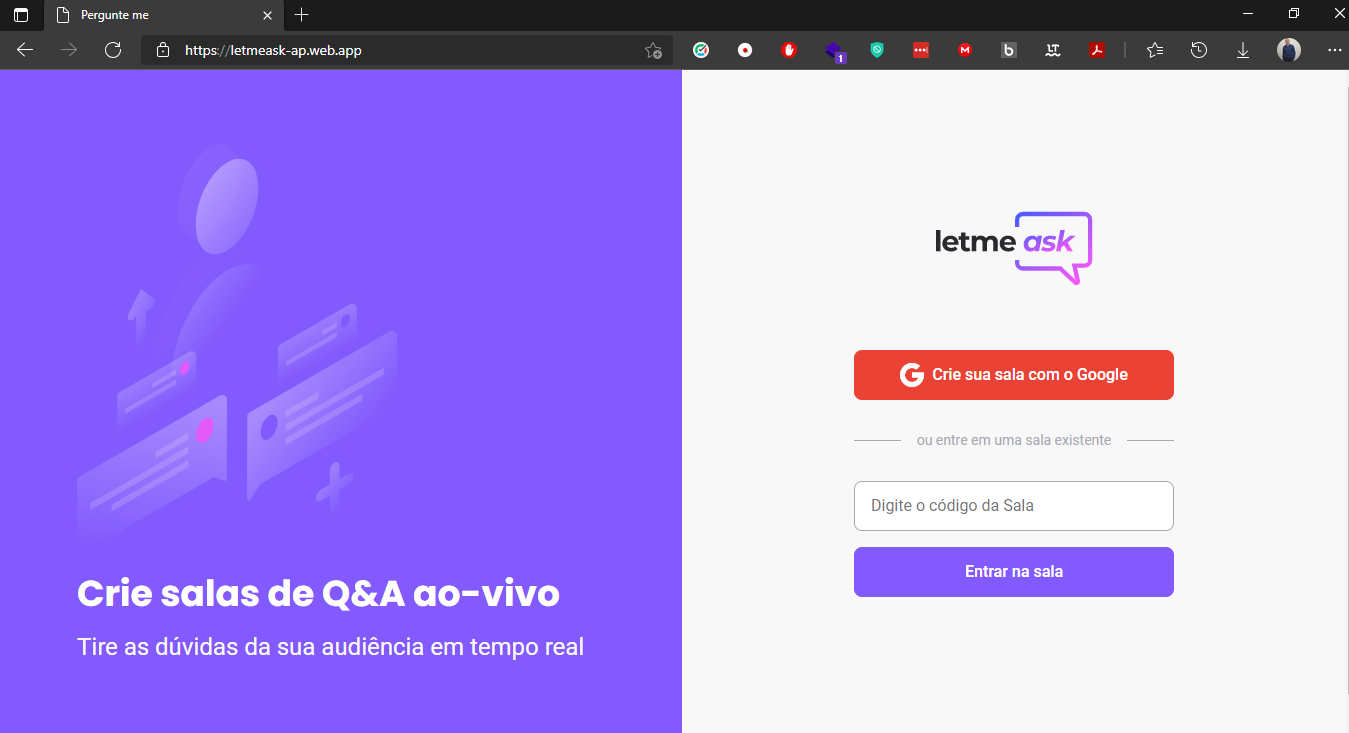 Pergunte me
https://letmeask-ap.web.app
1
b
letme ask
Crie sua sala com o Google
ou entre em uma sala existente
Digite o código da Sala
Entrar na sala
Crie salas de Q&A ao-vivo
Tire as dúvidas da sua audiência em tempo real